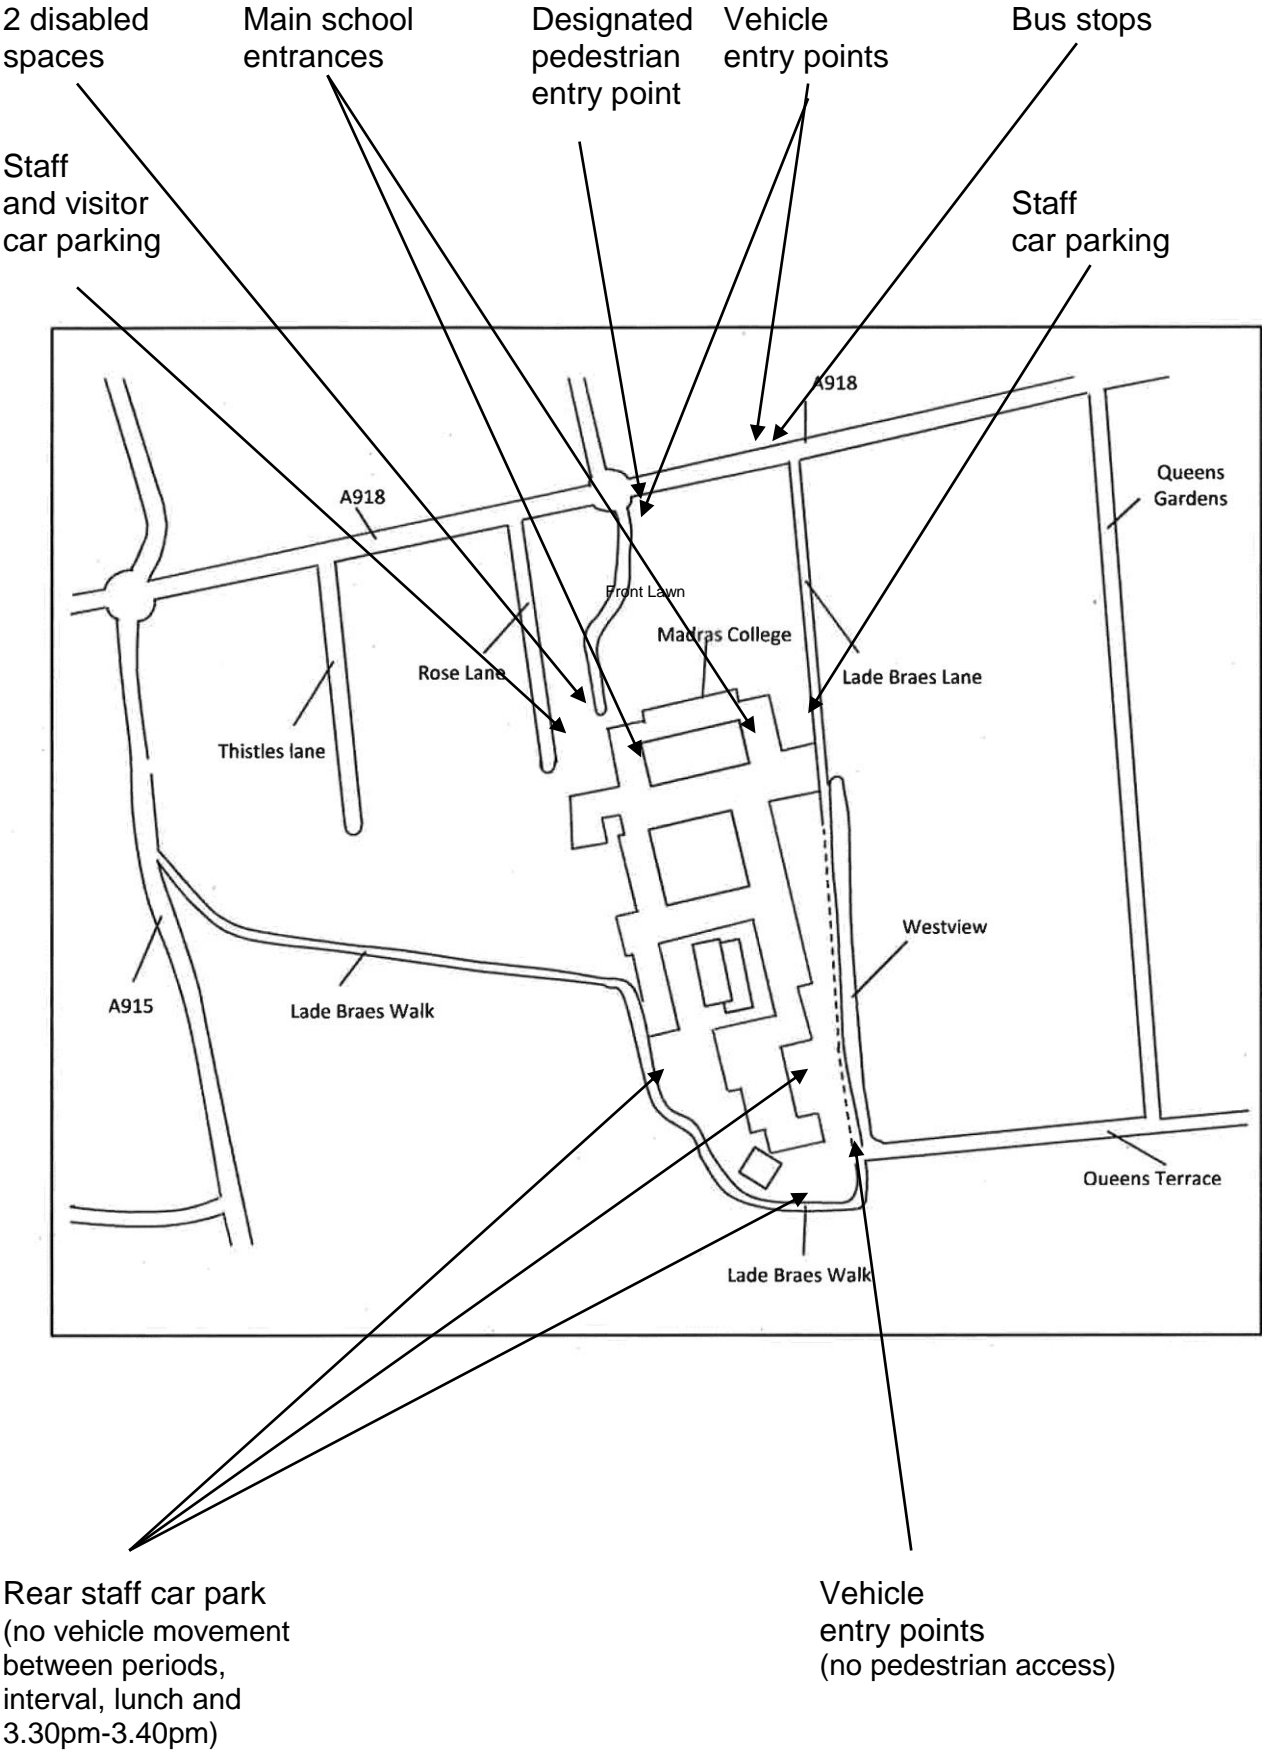 2 disabled
spaces
Main school
entrances
Designated
pedestrian
entry point
Vehicle
entry points
Bus stops
Staff
and visitor
car parking
Staff
car parking
A918
Queens
Gardens
A918
Front Lawn
Madras College
Rose Lane
Lade Braes Lane
Thistles lane
Westview
A915
Lade Braes Walk
Queens Terrace
Lade Braes Walk
Rear staff car park
(no vehicle movement
between periods,
interval, lunch and
3.30pm-3.40pm)
Vehicle
entry points
(no pedestrian access)